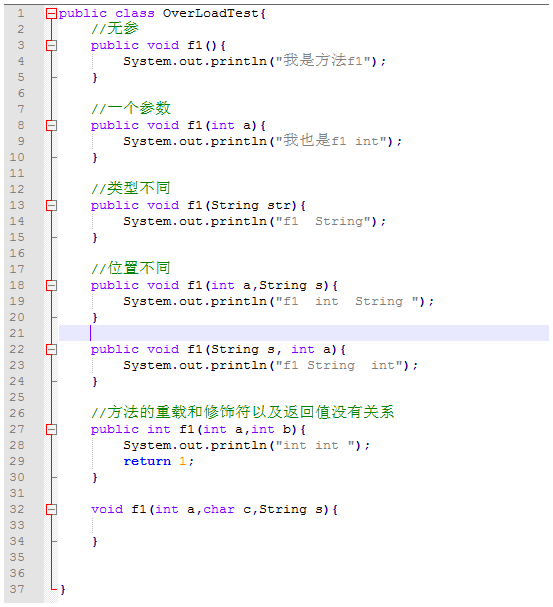 1 public class OverLoadTest{
2     //无参
3     public void f1(){
4         System.out.println("我是方法f1");
5     }
6
7     //一个参数
8     public void f1(int a){
9         System.out.println("我也是f1 int");
10     }
11
12     //类型不同
13     public void f1(String str){
14         System.out.println("f1  String");
15     }
16
17     //位置不同
18     public void f1(int a,String s){
19         System.out.println("f1  int  String ");
20     }
21
22     public void f1(String s, int a){
23         System.out.println("f1 String  int");
24     }
25
26     //方法的重载和修饰符以及返回值没有关系
27     public int f1(int a,int b){
28         System.out.println("int int ");
29         return 1;
30     }
31
32     void f1(int a,char c,String s){
33
34     }
35
36
37 }